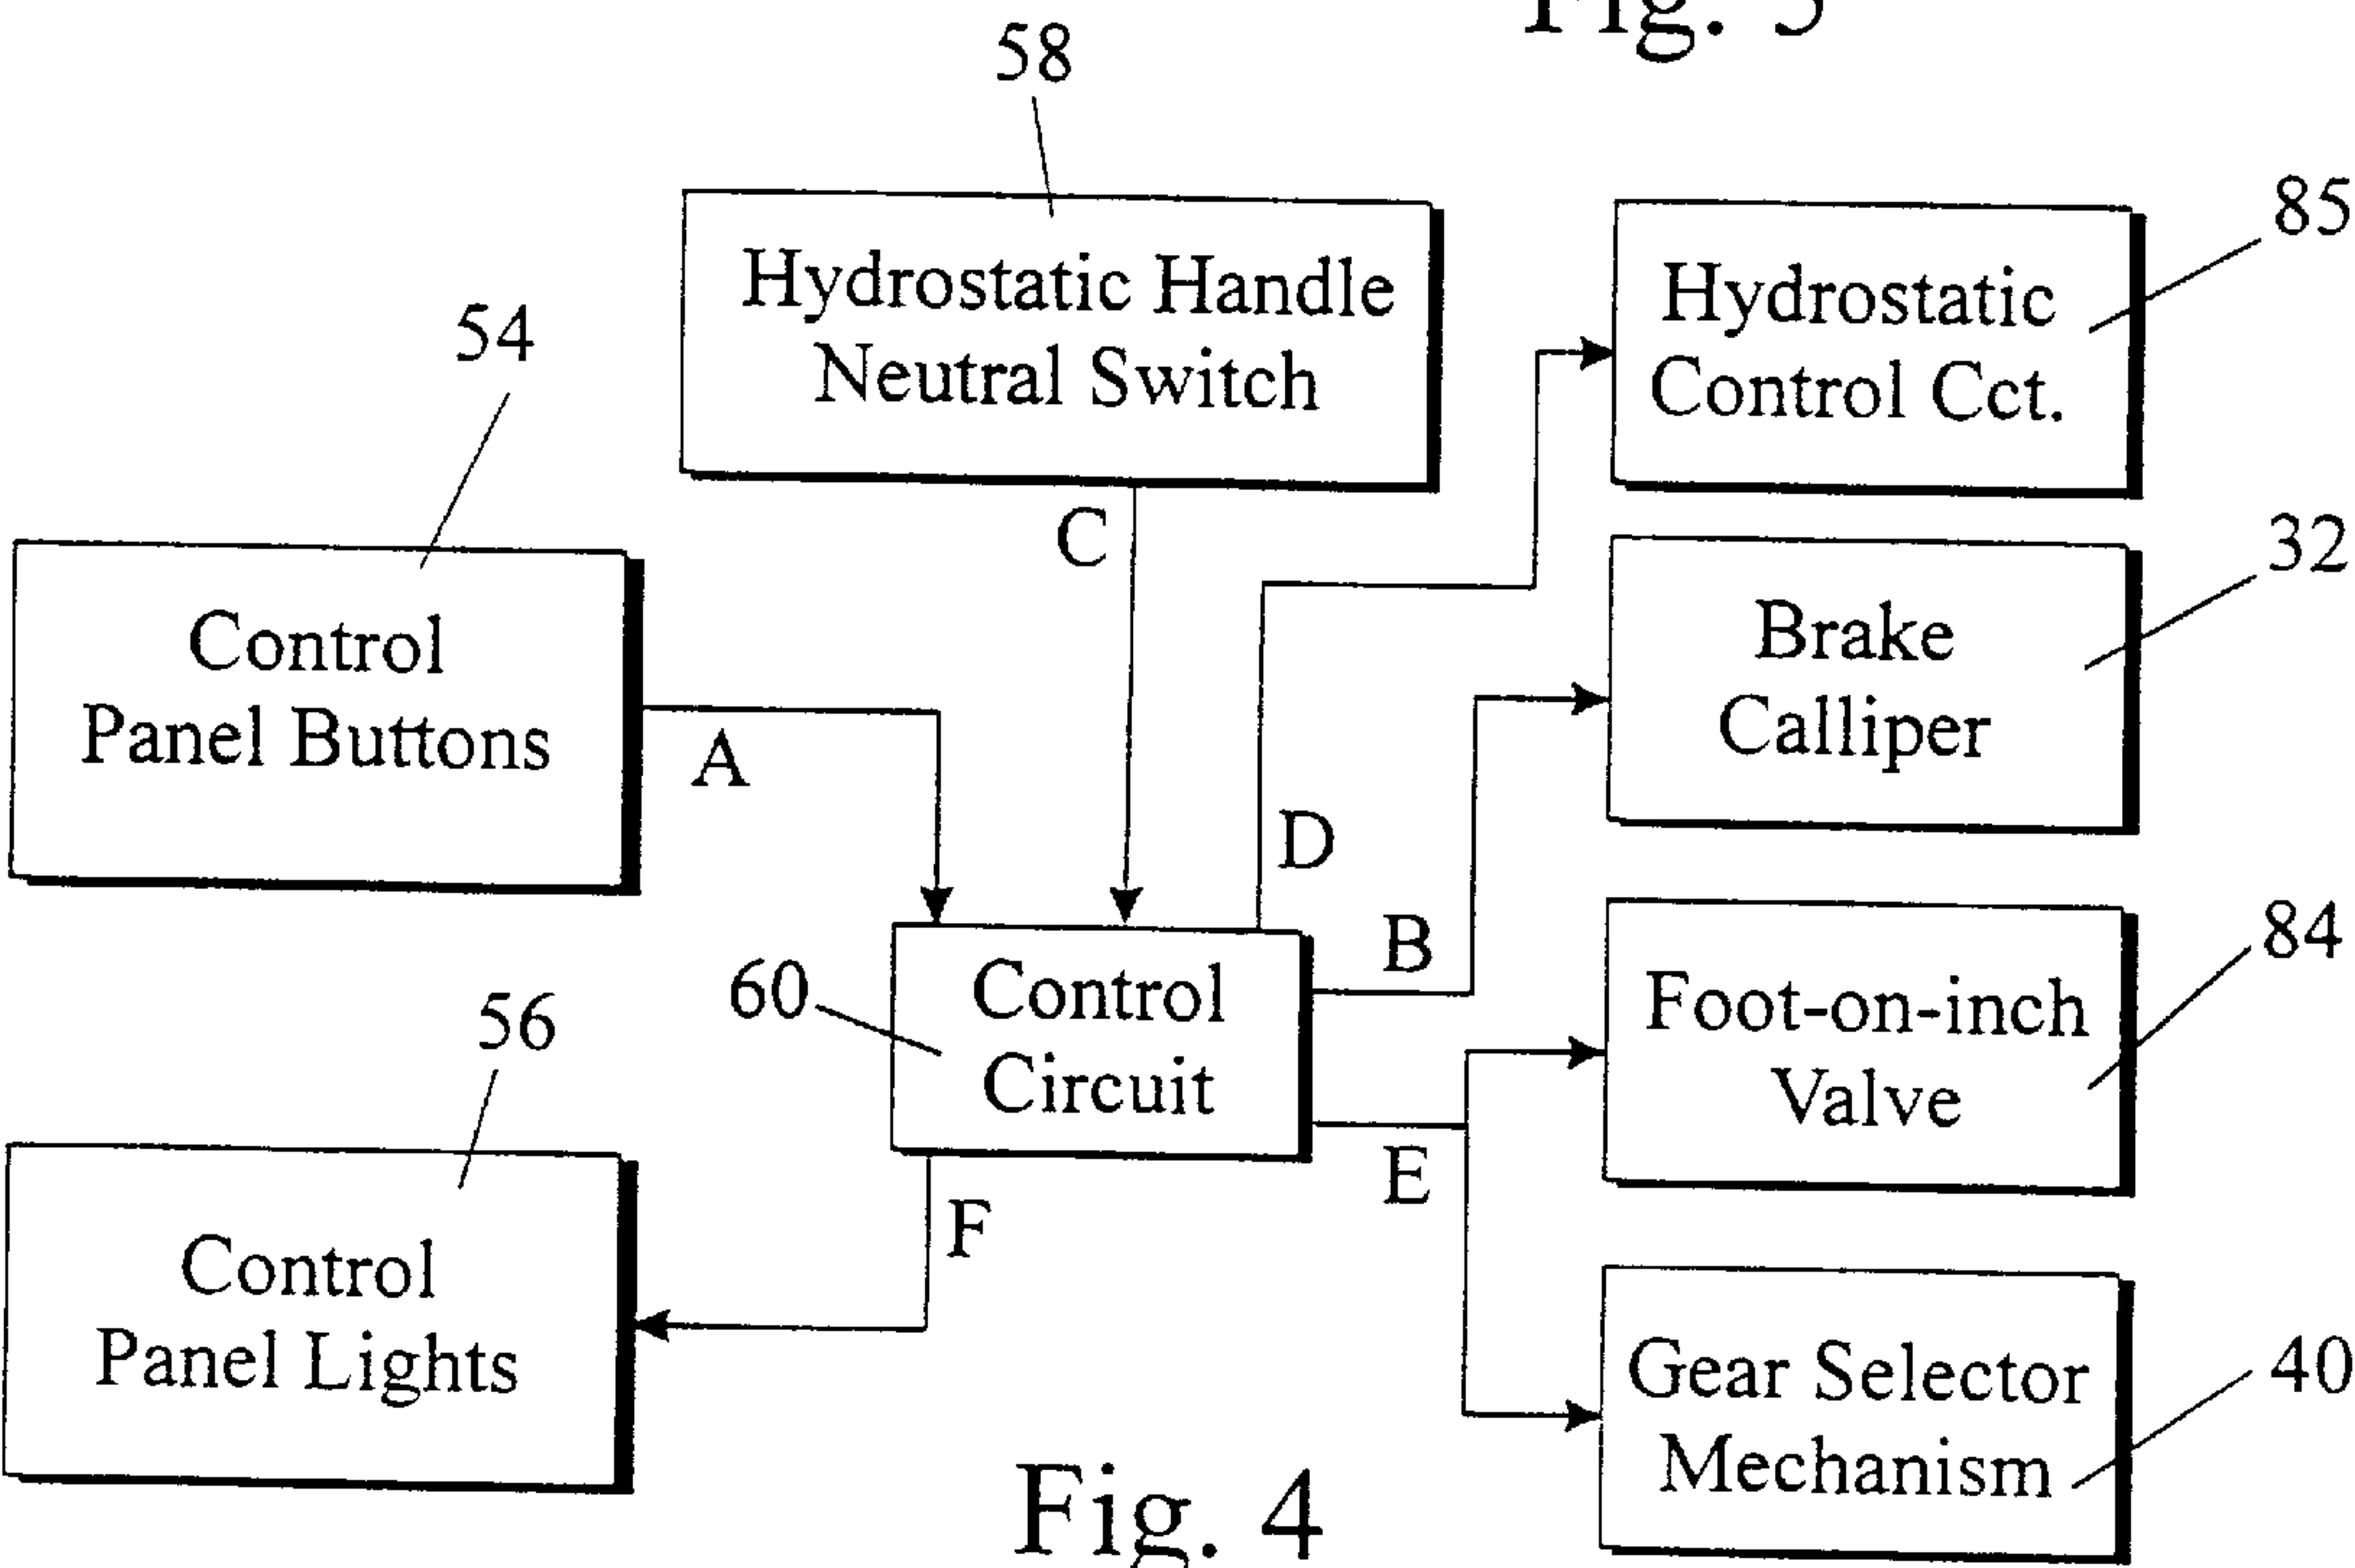 Fig. 3
58
Hydrostatic Handle
Neutral Switch
85
Hydrostatic
Control Cct.
54
Control
Panel Buttons
C
32
Brake
Calliper
A
D
B
60
Control
Circuit
84
Foot-on-inch
Valve
56
Control
Panel Lights
F
E
40
Gear Selector
Mechanism
Fig. 4